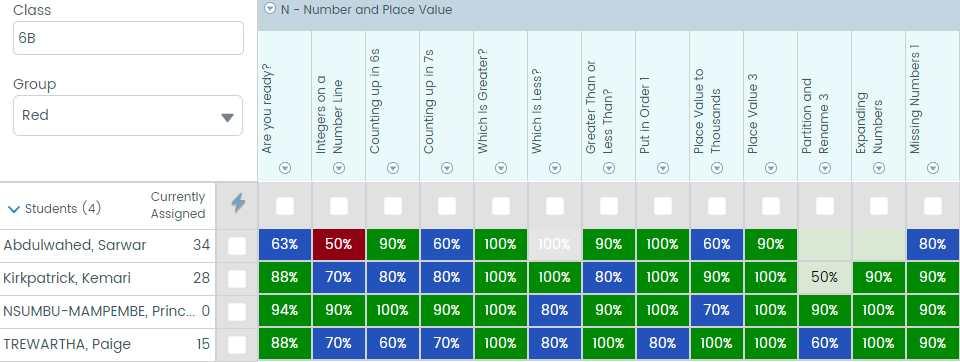 Class
6B
Group
Red
N - Number and Place Value
Are you ready?
Integers on a
Number Line
Counting up in 6s
Counting up in 7s
Which Is Greater?
Which Is Less?
Greater Than or
Less Than?
Put in Order 1
Place Value to
Thousands
Place Value 3
Partition and
Rename 3
Expanding
Numbers
Missing Numbers 1
Students (4) Currently
Assigned
Abdulwahed, Sarwar 34 63% 50% 90% 60% 100% 100% 90% 100% 60% 90% 80%
Kirkpatrick, Kemari 28 88% 70% 80% 80% 100% 100% 80% 100% 90% 100% 50% 90% 90%
NSUMBU-MAMPEMBE, Princ... 0 94% 90% 100% 100% 100% 80% 90% 100% 70% 100% 90% 100% 90%
TREWARTHA, Paige 15 88% 70% 60% 70% 100% 80% 100% 80% 100% 100% 60% 100% 90%